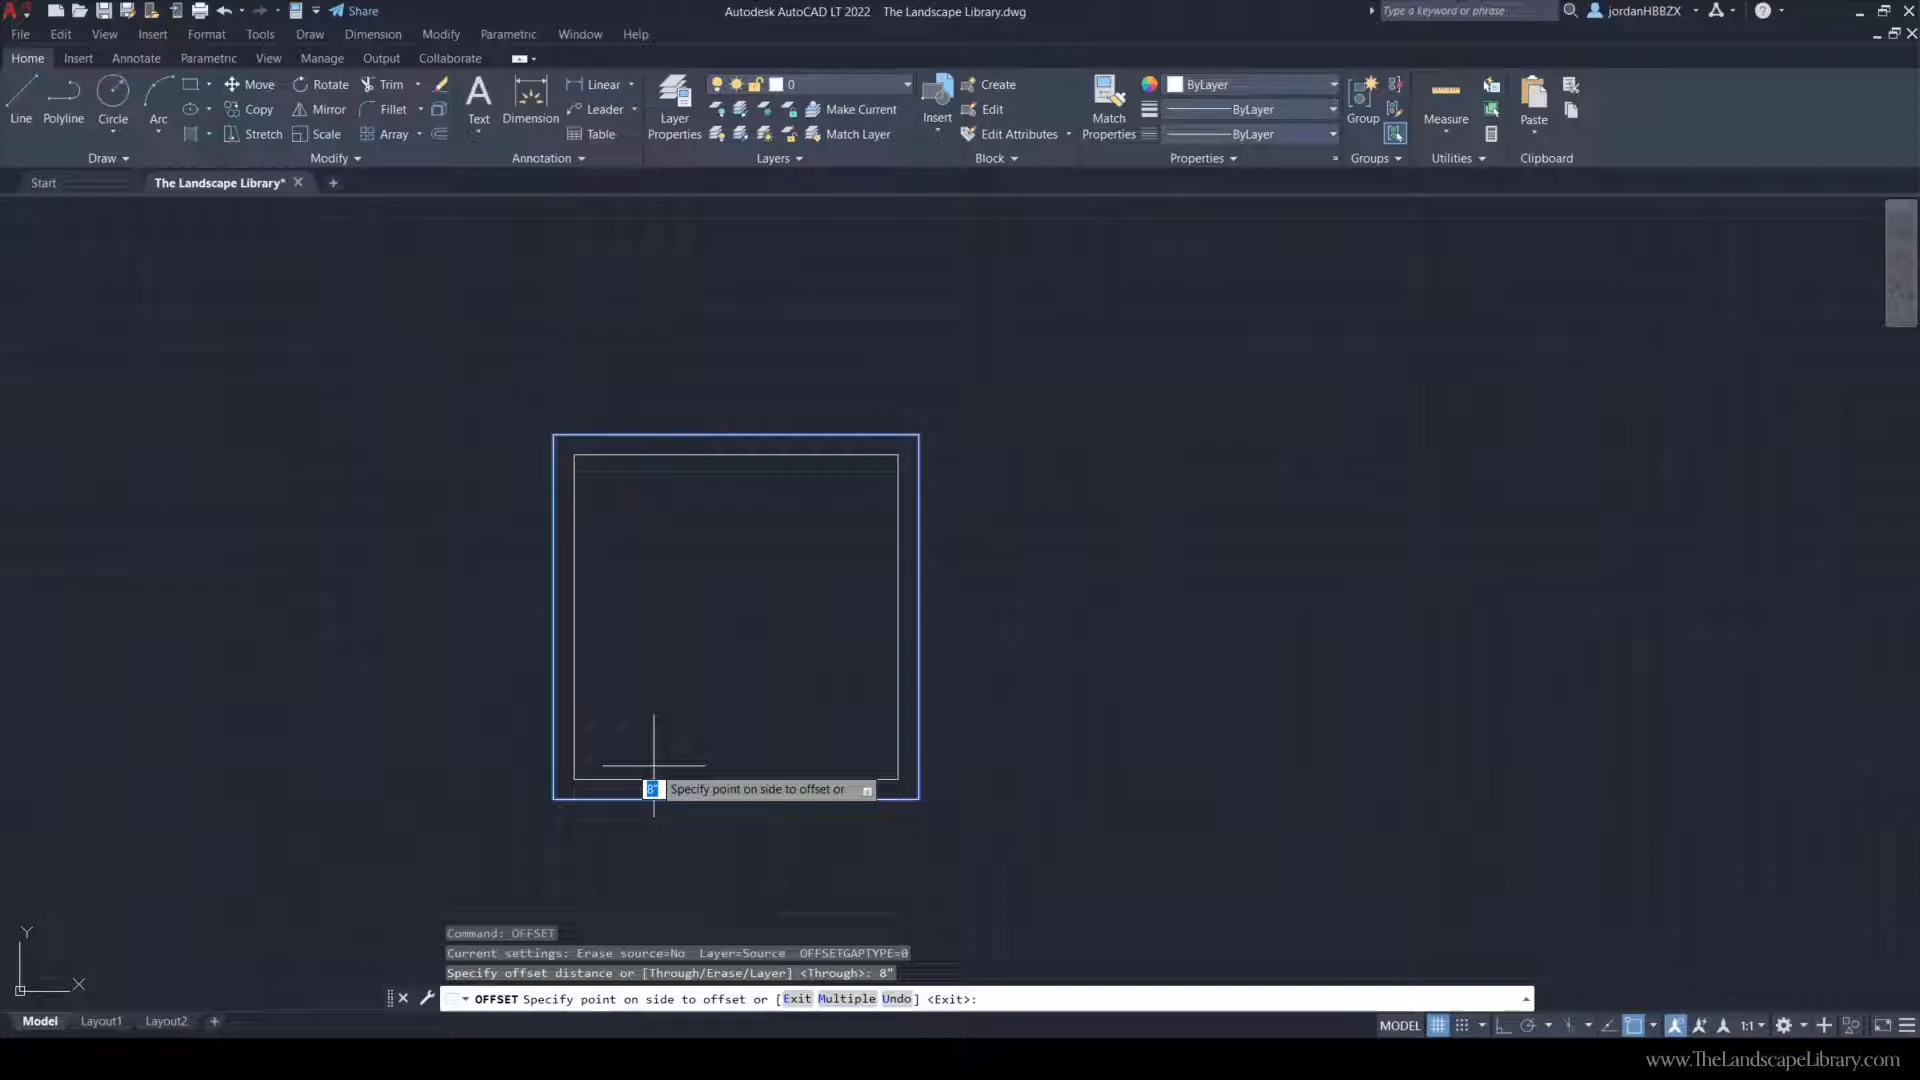 Share
Autodesk AutoCAD LT 2022 The Landscape Library.dwg
Type a keyword or phrase
jordanHBBZX
File Edit View Insert Format Tools Draw Dimension Modify Parametric Window Help
Home Insert Annotate Parametric View Manage Output Collaborate
Line
Polyline
Circle
Arc
Move
Rotate
Trim
Copy
Mirror
Fillet
Stretch
Scale
Array
Text
Dimension
Linear
Leader
Table
Layer
Properties
0
Make Current
Match Layer
Insert
Create
Edit
Edit Attributes
Match
Properties
ByLayer
ByLayer
ByLayer
Group
Measure
Paste
Draw
Modify
Annotation
Layers
Block
Properties
Groups
Utilities
Clipboard
Start
The Landscape Library*
8" Specify point on side to offset or
Y
X
Command: OFFSET
Current settings: Erase source=No Layer=Source OFFSETGAPTYPE=0
Specify offset distance or [Through/Erase/Layer] <Through>: 8"
OFFSET Specify point on side to offset or [Exit Multiple Undo] <Exit>:
Model Layout1 Layout2
MODEL
1:1
www.TheLandscapeLibrary.com